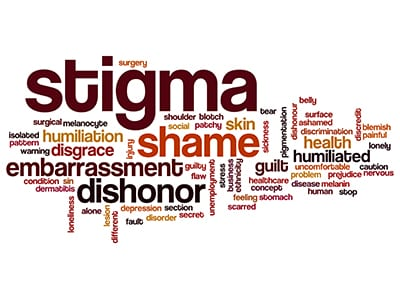 surgery
stigma
belly
surgical melanocyte
shoulder blotch
tear
surface
dishonour
discredit
isolated
humiliation
social patchy
skin
sickness
pigmentation
ashamed
discrimination
blemish
pattern
painful
warning
disgrace
injury
shame
health
lonely
embarrassment
guilty
guilt
humiliated
uncomfortable caution
flaw
stress
business
ethnicity
unemployment
healthcare
problem prejudice nervous
condition sin
dishonor
concept
disease melanin
dermatitis
feeling stomach
human stop
loneliness
alone
lesion
depression section
scarred
different
disorder secret
fault